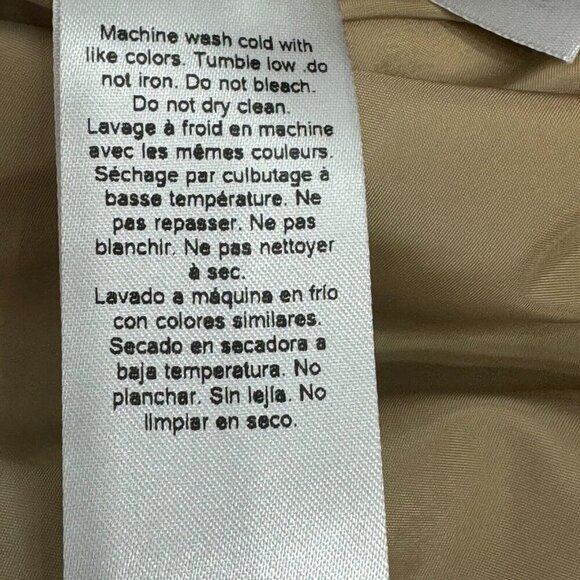 Machine wash cold with
like colors. Tumble low .do
not iron. Do not bleach.
Do not dry clean.
Lavage à froid en machine
avec les mêmes couleurs.
Séchage par culbutage à
basse température. Ne
pas repasser. Ne pas
blanchir. Ne pas nettoyer
à sec.
Lavado a máquina en frío
con colores similares.
Secado en secadora a
baja temperatura. No
planchar. Sin lejía. No
limpiar en seco.